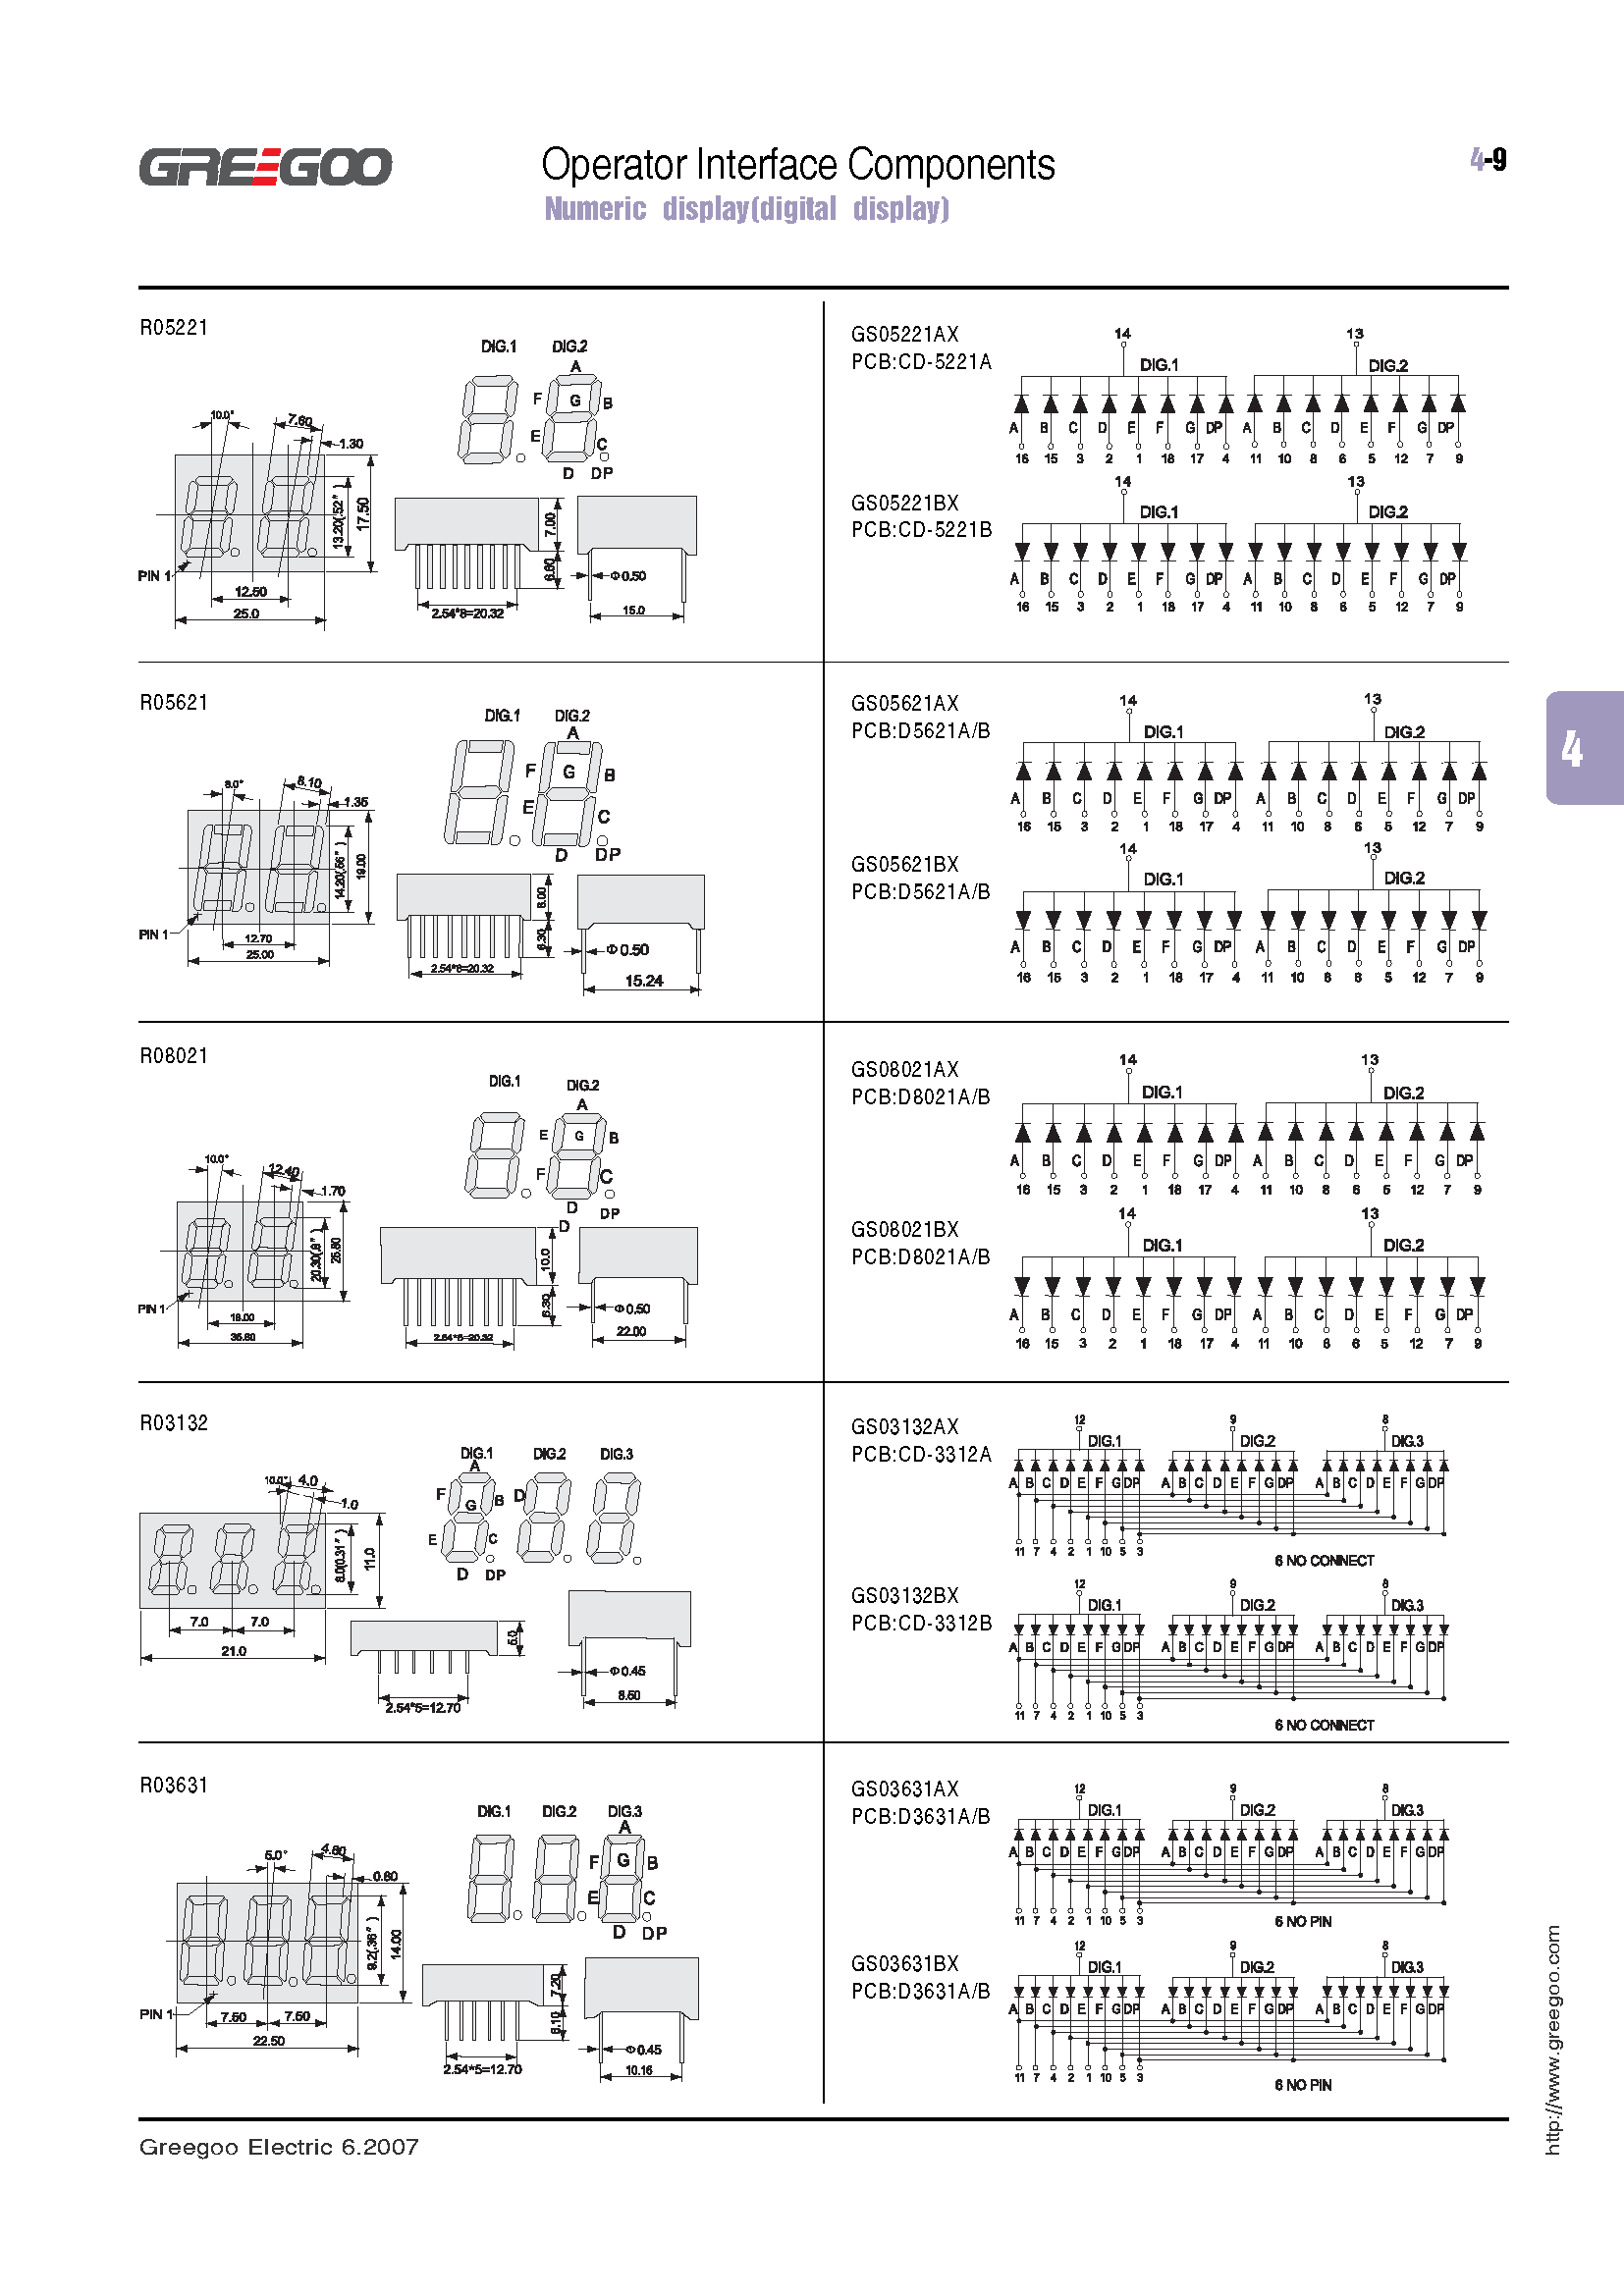 GREEGOO
Operator Interface Components
4-9
Numeric display(digital display)
R05221
DIG.1 DIG.2
A
F G B
E C
D DP
10.0°
7.60
1.30
13.20(.52")
17.50
PIN 1
12.50
25.0
7.00
6.60
2.54*8=20.32
Φ0.50
15.0
GS05221AX
PCB:CD-5221A
14 13
DIG.1 DIG.2
A B C D E F G DP A B C D E F G DP
16 15 3 2 1 18 17 4 11 10 8 6 5 12 7 9
GS05221BX
PCB:CD-5221B
14 13
DIG.1 DIG.2
A B C D E F G DP A B C D E F G DP
16 15 3 2 1 18 17 4 11 10 8 6 5 12 7 9
R05621
DIG.1 DIG.2
A
F G B
E C
D DP
8.0°
8.10
1.35
14.20(.56")
19.00
PIN 1
12.70
25.00
8.00
6.30
2.54*8=20.32
Φ0.50
15.24
GS05621AX
PCB:D5621A/B
14 13
DIG.1 DIG.2
A B C D E F G DP A B C D E F G DP
16 15 3 2 1 18 17 4 11 10 8 6 5 12 7 9
GS05621BX
PCB:D5621A/B
14 13
DIG.1 DIG.2
A B C D E F G DP A B C D E F G DP
16 15 3 2 1 18 17 4 11 10 8 6 5 12 7 9
4
R08021
DIG.1 DIG.2
A
E G B
F C
D DP
D
10.0°
12.40
1.70
20.30(.8")
PIN 1
18.00
10.0
6.30
Φ0.50
22.00
GS08021AX
PCB:D8021A/B
14 13
DIG.1 DIG.2
A B C D E F G DP A B C D E F G DP
16 15 3 2 1 18 17 4 11 10 8 6 5 12 7 9
GS08021BX
PCB:D8021A/B
14 13
DIG.1 DIG.2
A B C D E F G DP A B C D E F G DP
16 15 3 2 1 18 17 4 11 10 8 6 5 12 7 9
R03132
DIG.1 DIG.2 DIG.3
A
F G B D
E C
D DP
10.0°
4.0
1.0
8.0(0.31")
11.0
7.0 7.0
21.0
2.54*5=12.70
Φ0.45
8.50
GS03132AX
PCB:CD-3312A
12 9 8
DIG.1 DIG.2 DIG.3
A B C D E F G DP A B C D E F G DP A B C D E F G DP
11 7 4 2 1 10 5 3
6 NO CONNECT
GS03132BX
PCB:CD-3312B
12 9 8
DIG.1 DIG.2 DIG.3
A B C D E F G DP A B C D E F G DP A B C D E F G DP
11 7 4 2 1 10 5 3
6 NO CONNECT
R03631
DIG.1 DIG.2 DIG.3
A
F G B
E C
D DP
5.0°
4.80
0.80
9.2(.36")
14.00
PIN 1
7.50 7.50
22.50
7.20
2.54*5=12.70
Φ0.45
10.16
GS03631AX
PCB:D3631A/B
12 9 8
DIG.1 DIG.2 DIG.3
A B C D E F G DP A B C D E F G DP A B C D E F G DP
11 7 4 2 1 10 5 3
6 NO PIN
GS03631BX
PCB:D3631A/B
12 9 8
DIG.1 DIG.2 DIG.3
A B C D E F G DP A B C D E F G DP A B C D E F G DP
11 7 4 2 1 10 5 3
6 NO PIN
Greegoo Electric 6.2007
http://www.greegoo.com